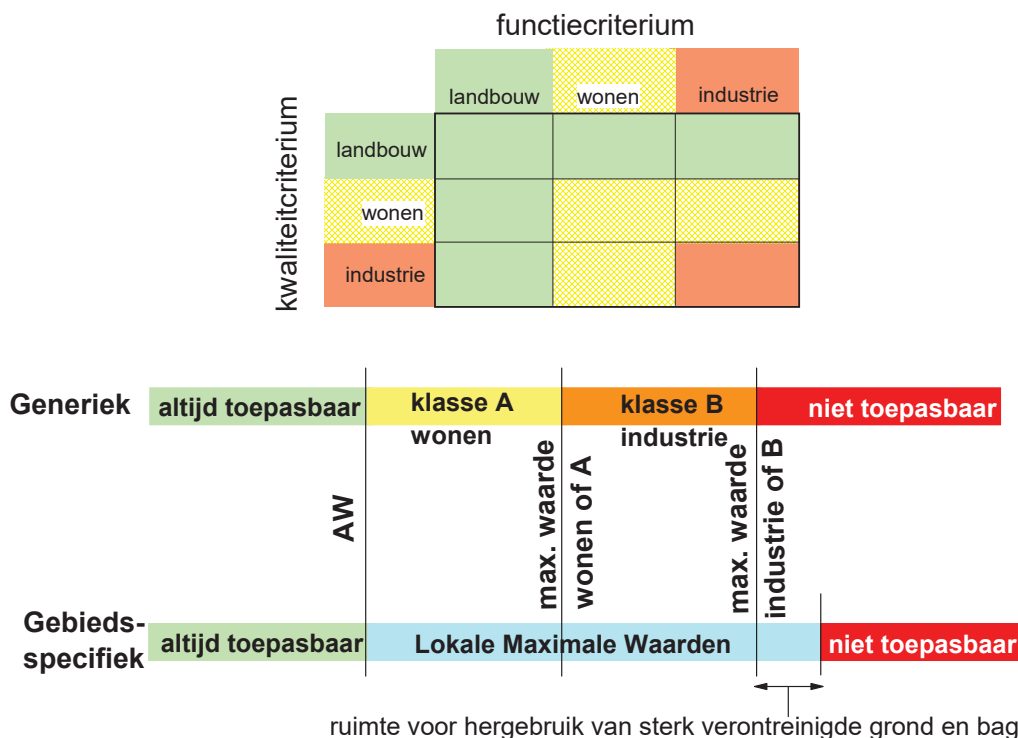 functiecriterium
landbouw wonen industrie
kwaliteitcriterium
landbouw
wonen
industrie
Generiek altijd toepasbaar klasse A klasse B niet toepasbaar
wonen industrie
AW
max. waarde
wonen of A
max. waarde
industrie of B
Gebieds-
specifiek altijd toepasbaar Lokale Maximale Waarden niet toepasbaar
ruimte voor hergebruik van sterk verontreinigde grond en bag